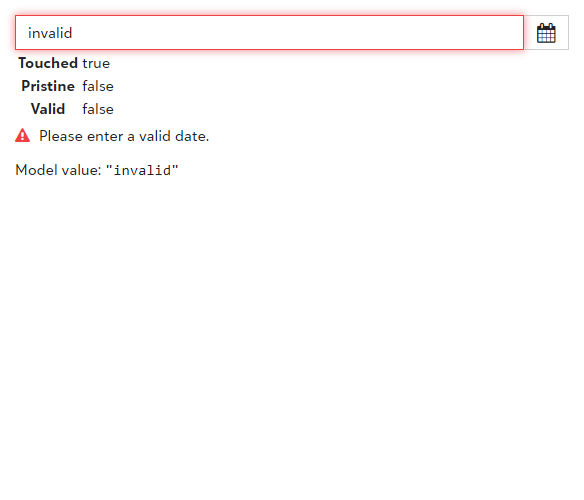 invalid
Touched true
Pristine false
Valid false
Please enter a valid date.
Model value: "invalid"